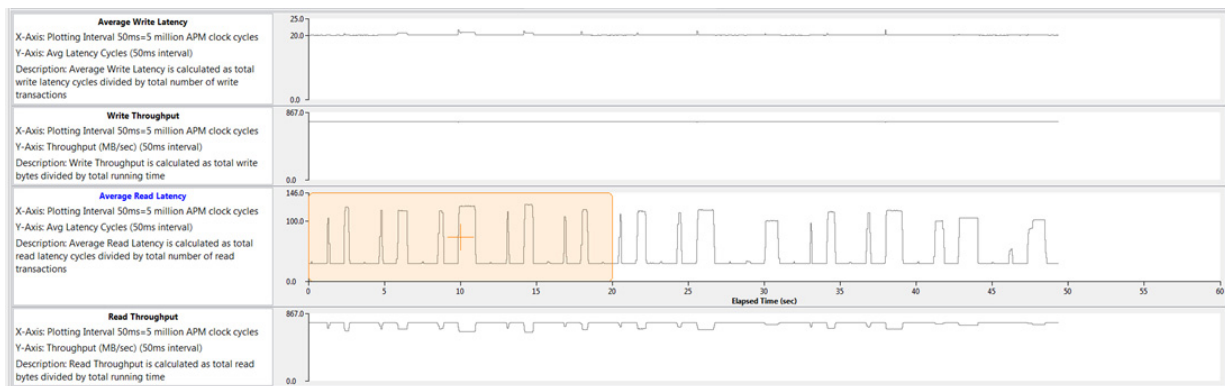 Average Write Latency
X-Axis: Plotting Interval 50ms=5 million APM clock cycles
Y-Axis: Avg Latency Cycles (50ms interval)
Description: Average Write Latency is calculated as total
write latency cycles divided by total number of write
transactions
25.0
20.0
0.0
Write Throughput
X-Axis: Plotting Interval 50ms=5 million APM clock cycles
Y-Axis: Throughput (MB/sec) (50ms interval)
Description: Write Throughput is calculated as total write
bytes divided by total running time
867.0
0.0
Average Read Latency
X-Axis: Plotting Interval 50ms=5 million APM clock cycles
Y-Axis: Avg Latency Cycles (50ms interval)
Description: Average Read Latency is calculated as total
read latency cycles divided by total number of read
transactions
146.0
100.0
0.0
0 5 10 15 20 25 30 35 40 45 50 55 60
Elapsed Time (sec)
Read Throughput
X-Axis: Plotting Interval 50ms=5 million APM clock cycles
Y-Axis: Throughput (MB/sec) (50ms interval)
Description: Read Throughput is calculated as total read
bytes divided by total running time
867.0
0.0